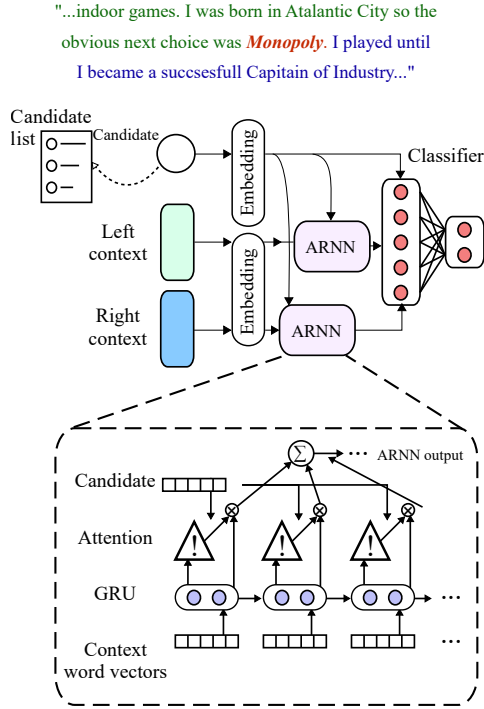 "...indoor games. I was born in Atalantic City so the
obvious next choice was Monopoly. I played until
I became a succsesfull Capitain of Industry..."
Candidate
list
Candidate
Embedding
Classifier
Left
context
ARNN
Embedding
Right
context
ARNN
Σ
... ARNN output
Candidate
Attention
! ! !
GRU
...
Context
word vectors
...